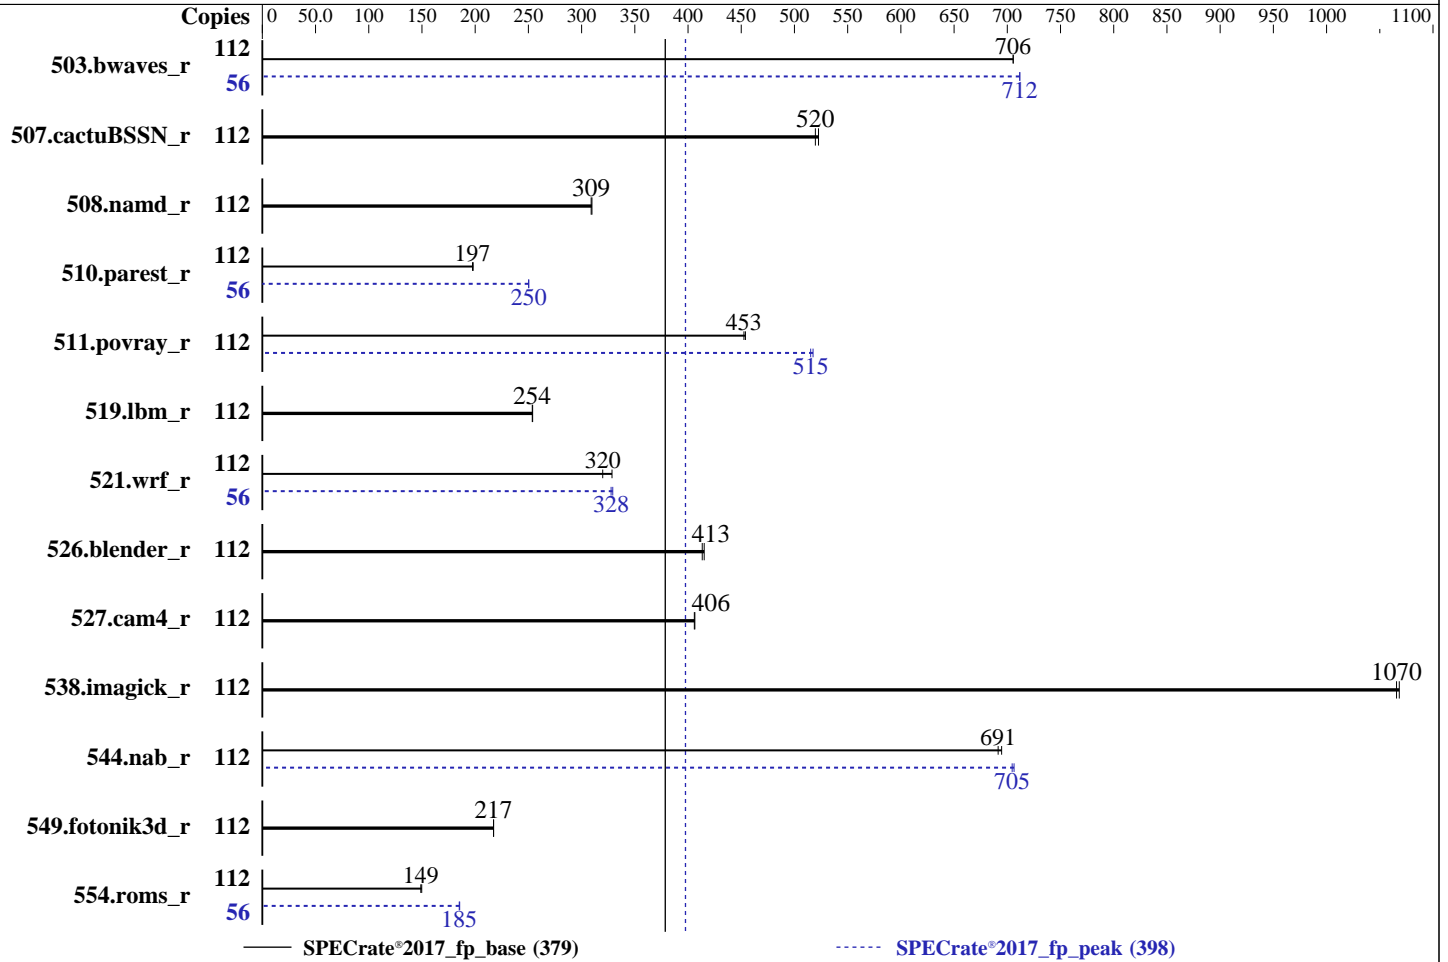 Copies 0 50.0 100 150 200 250 300 350 400 450 500 550 600 650 700 750 800 850 900 950 1000 1100
503.bwaves_r 112 706
56 712
507.cactuBSSN_r 112 520
508.namd_r 112 309
510.parest_r 112 197
56 250
511.povray_r 112 453
515
519.lbm_r 112 254
521.wrf_r 112 320
56 328
526.blender_r 112 413
527.cam4_r 112 406
538.imagick_r 112 1070
544.nab_r 112 691
705
549.fotonik3d_r 112 217
554.roms_r 112 149
56 185
SPECrate®2017_fp_base (379) SPECrate®2017_fp_peak (398)